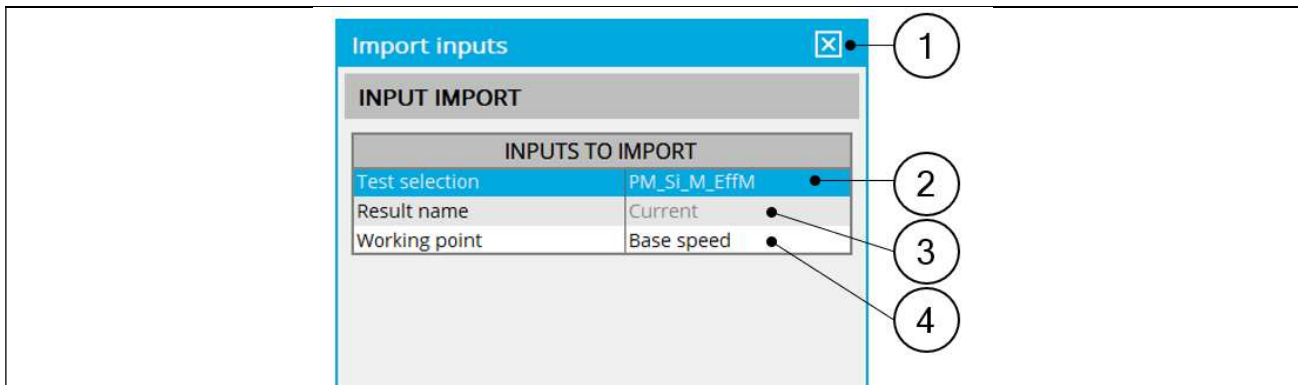 Import inputs
1
INPUT IMPORT
INPUTS TO IMPORT
Test selection PM_Si_M_EffM
2
Result name Current
3
Working point Base speed
4